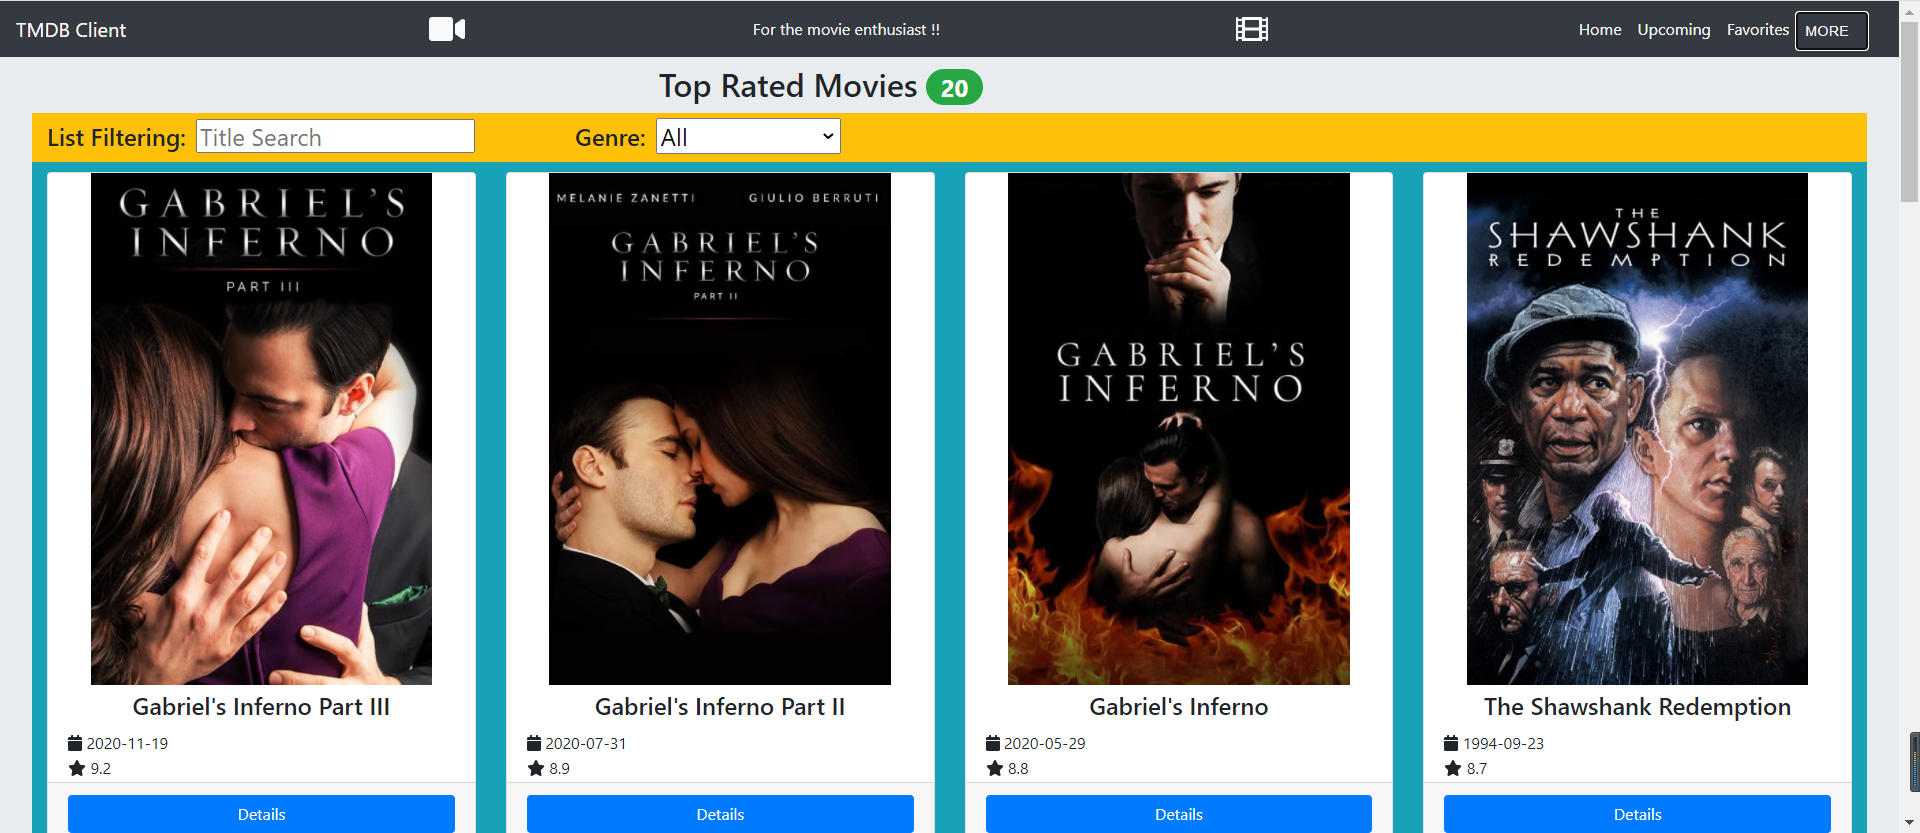 TMDB Client
For the movie enthusiast !!
Home Upcoming Favorites MORE
Top Rated Movies 20
List Filtering: Title Search Genre: All
GABRIEL'S
INFERNO
PART III
MELANIE ZANETTI GIULIO BERRUTI
GABRIEL'S
INFERNO
PART II
GABRIEL'S
INFERNO
THE
SHAWSHANK
REDEMPTION
Gabriel's Inferno Part III
2020-11-19
9.2
Details
Gabriel's Inferno Part II
2020-07-31
8.9
Details
Gabriel's Inferno
2020-05-29
8.8
Details
The Shawshank Redemption
1994-09-23
8.7
Details